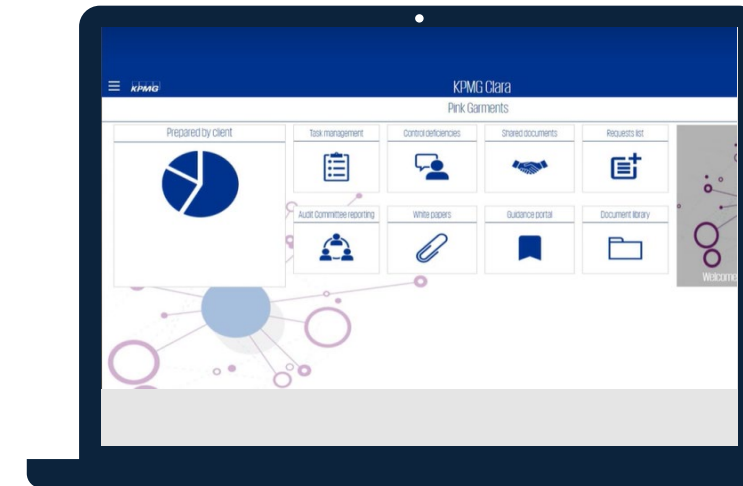 KPMG
KPMG Clara
Pink Garments
Prepared by client
Task management
Control deficiencies
Shared documents
Requests list
Audit Committee reporting
White papers
Guidance portal
Document library
Welcome